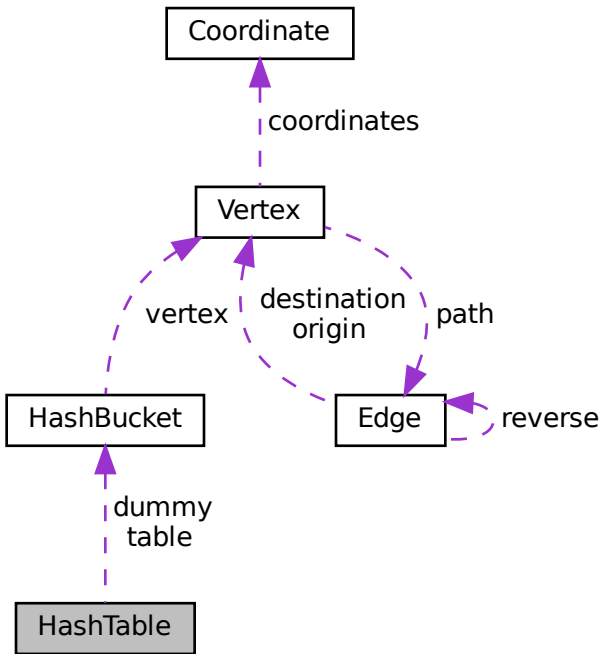 Coordinate
coordinates
Vertex
vertex
destination
origin
path
HashBucket
Edge
reverse
dummy
table
HashTable